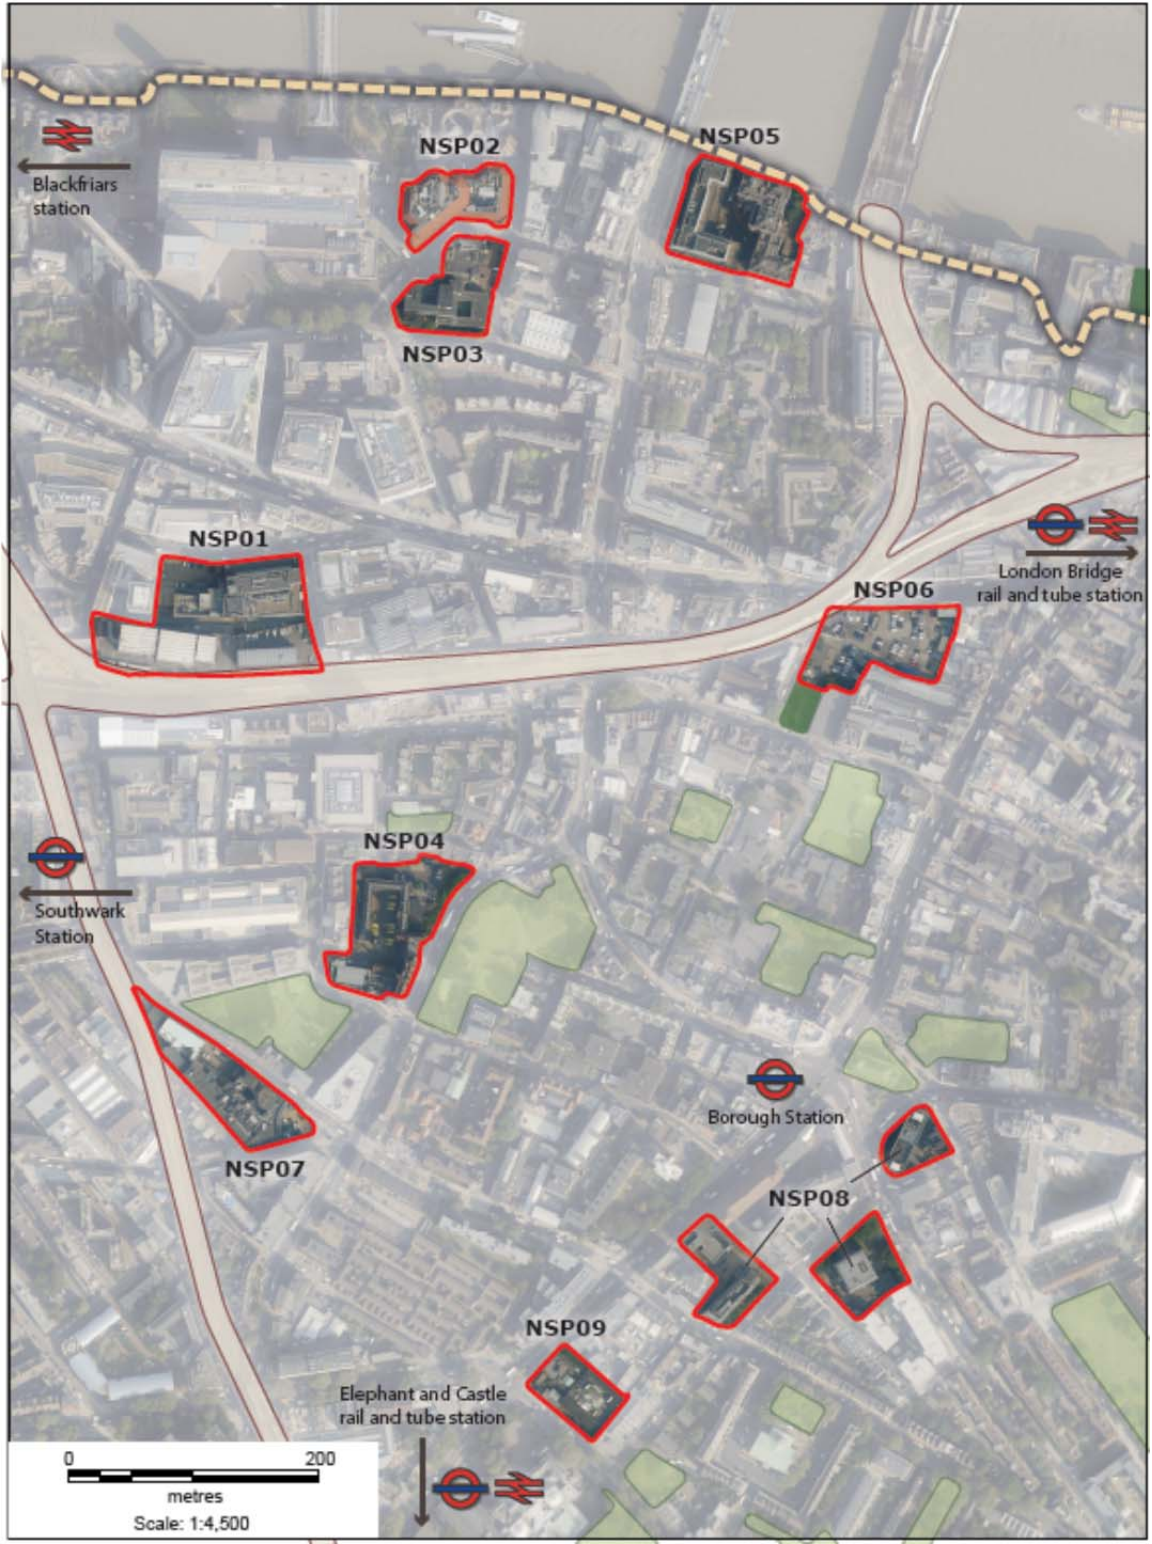 NSP02
NSP05
Blackfriars
station
NSP03
NSP01
London Bridge
rail and tube station
NSP06
NSP04
Southwark
Station
Borough Station
NSP07
NSP08
NSP09
Elephant and Castle
rail and tube station
0 200
metres
Scale: 1:4,500